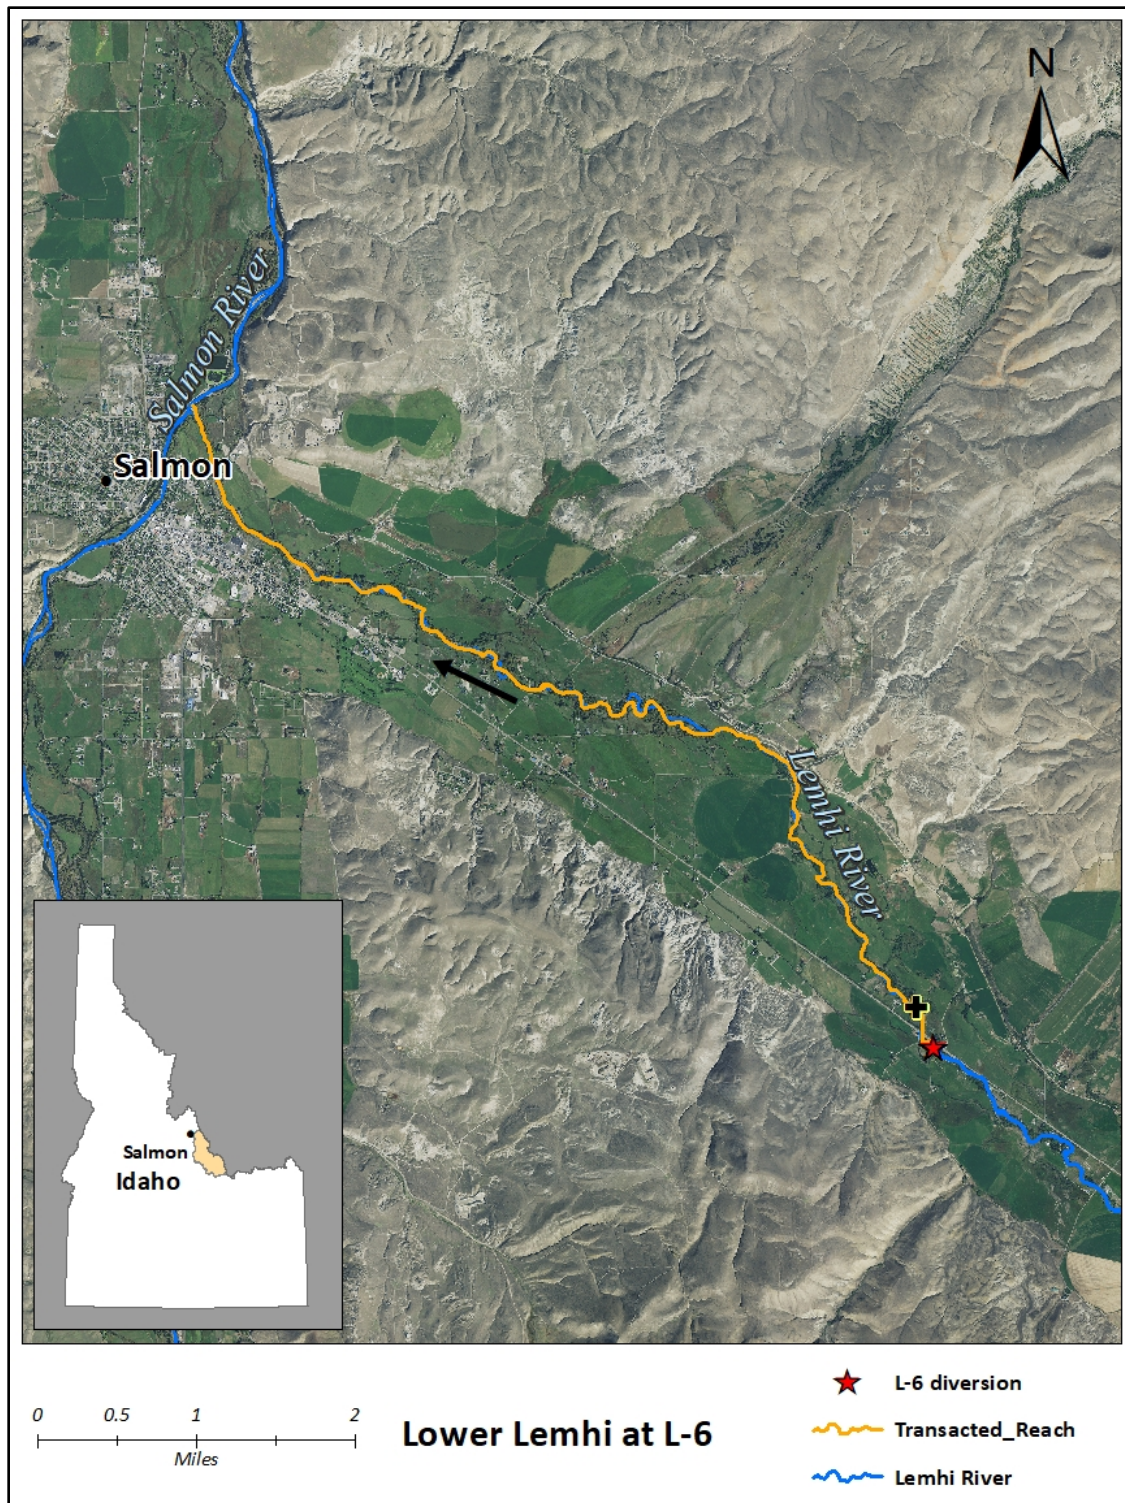 N
Salmon River
Salmon
Lemhi River
Salmon
Idaho
0 0.5 1 2
Miles
Lower Lemhi at L-6
L-6 diversion
Transacted_Reach
Lemhi River